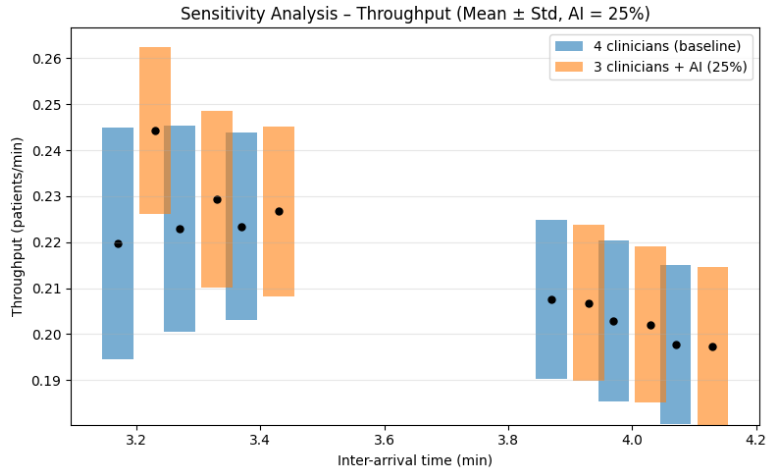 Sensitivity Analysis – Throughput (Mean ± Std, AI = 25%)
4 clinicians (baseline)
3 clinicians + AI (25%)
Throughput (patients/min)
0.26
0.25
0.24
0.23
0.22
0.21
0.20
0.19
3.2 3.4 3.6 3.8 4.0 4.2
Inter-arrival time (min)